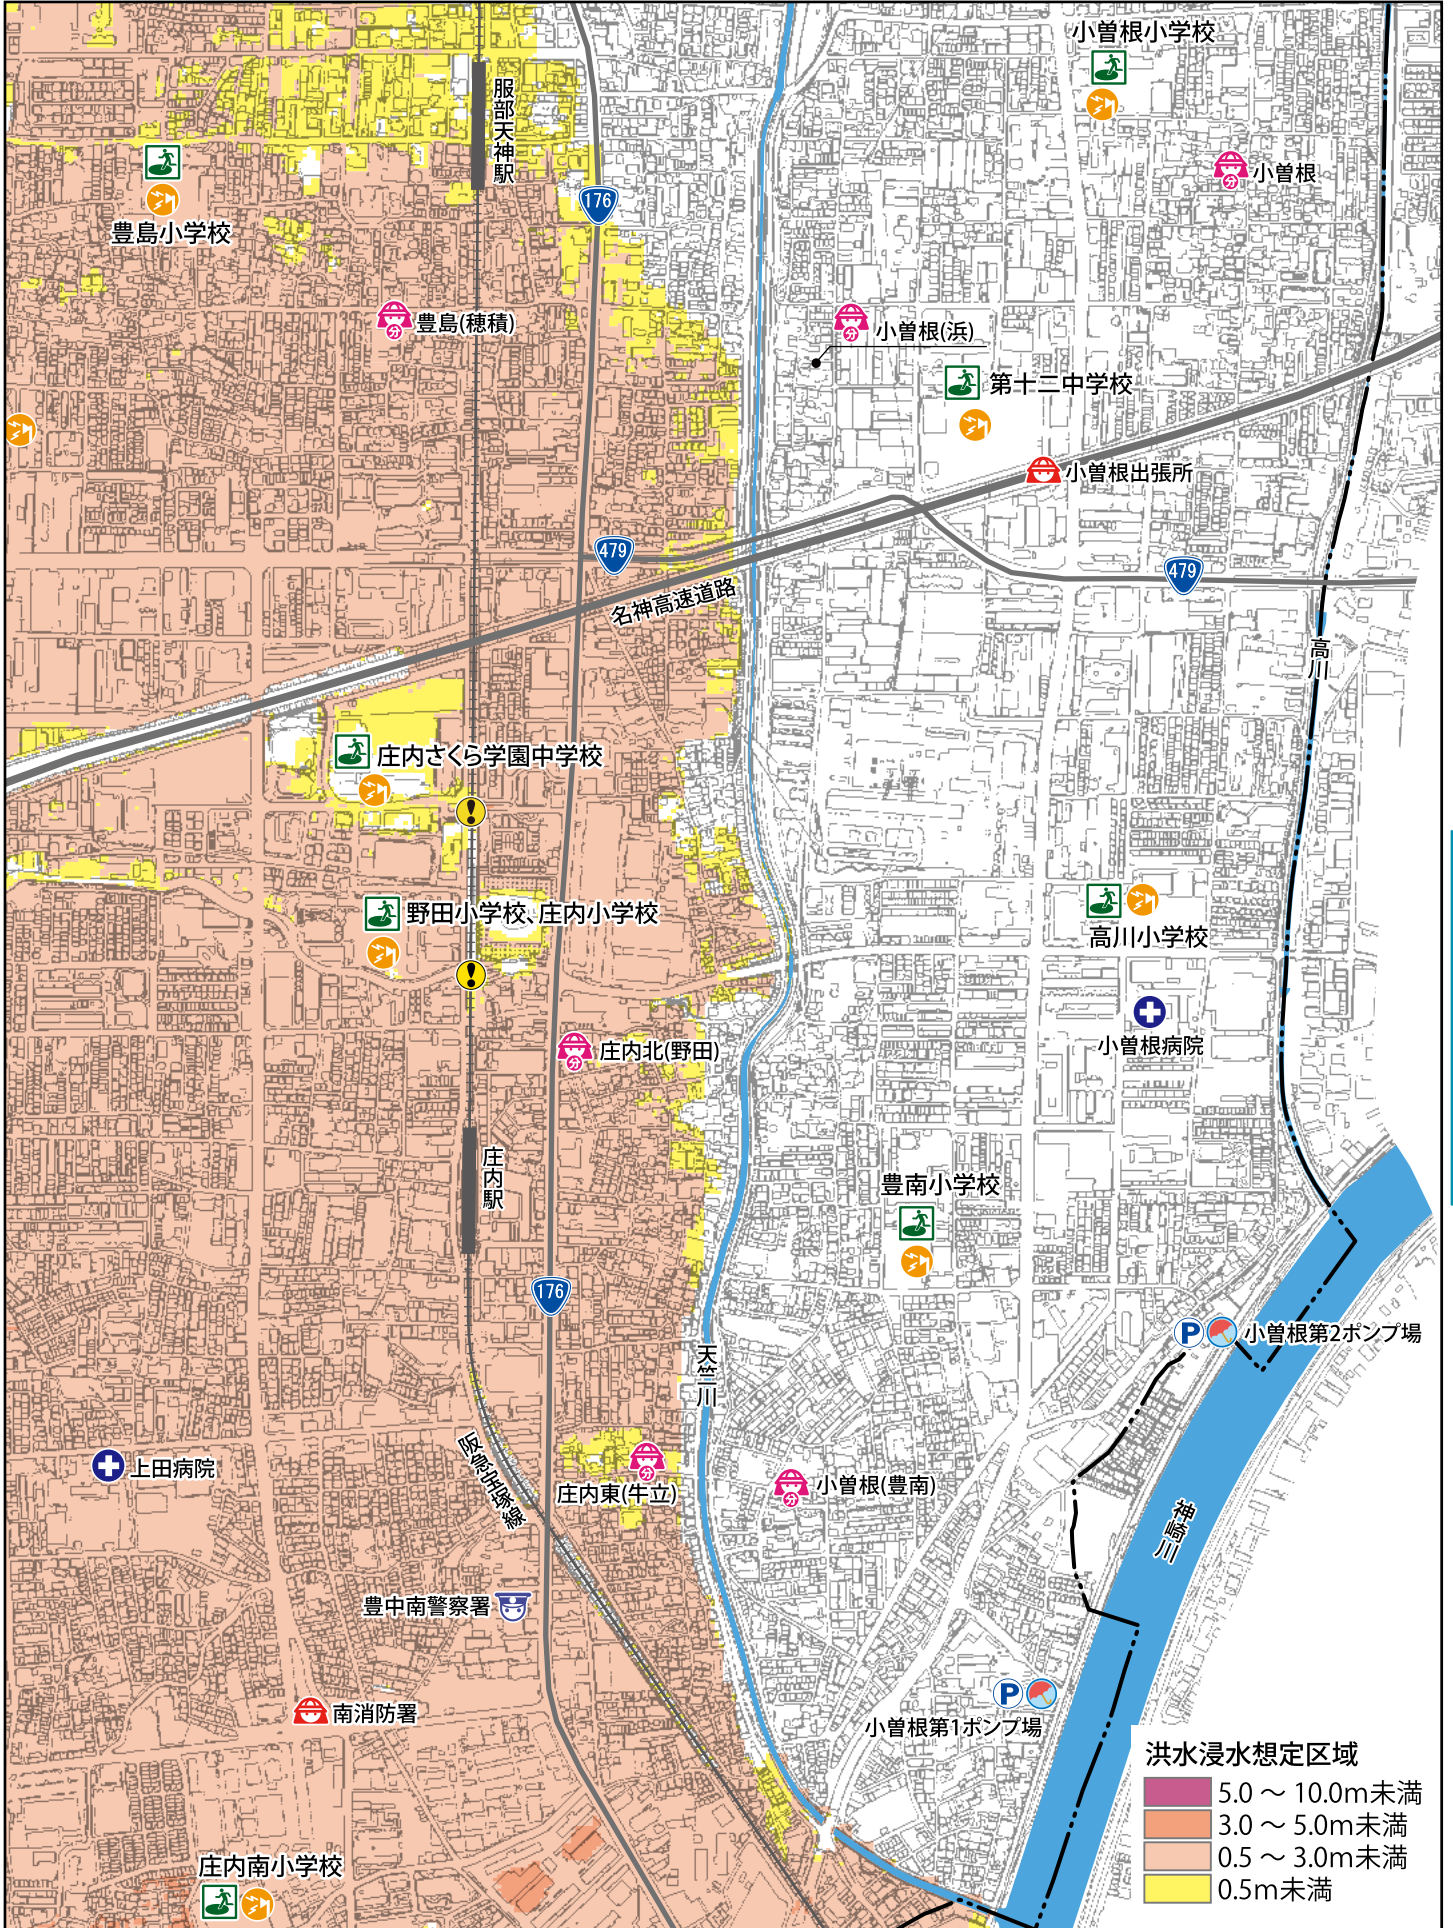 小曽根小学校
服部天神駅
小曽根
176
豊島小学校
豊島(穂積)
小曽根(浜)
第十二中学校
小曽根出張所
479
479
名神高速道路
高川
庄内さくら学園中学校
野田小学校、庄内小学校
高川小学校
小曽根病院
庄内北(野田)
庄内駅
豊南小学校
176
P
小曽根第2ポンプ場
天竺川
阪急宝塚線
上田病院
分
庄内東(牛立)
分
小曽根(豊南)
神崎川
豊中南警察署
南消防署
P
小曽根第1ポンプ場
洪水浸水想定区域
5.0 ～ 10.0m未満
3.0 ～ 5.0m未満
0.5 ～ 3.0m未満
0.5m未満
庄内南小学校